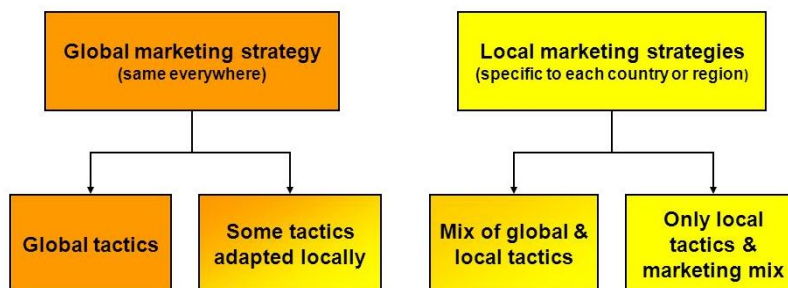 Global marketing strategy
(same everywhere)
Local marketing strategies
(specific to each country or region)
Global tactics
Some tactics
adapted locally
Mix of global &
local tactics
Only local
tactics &
marketing mix